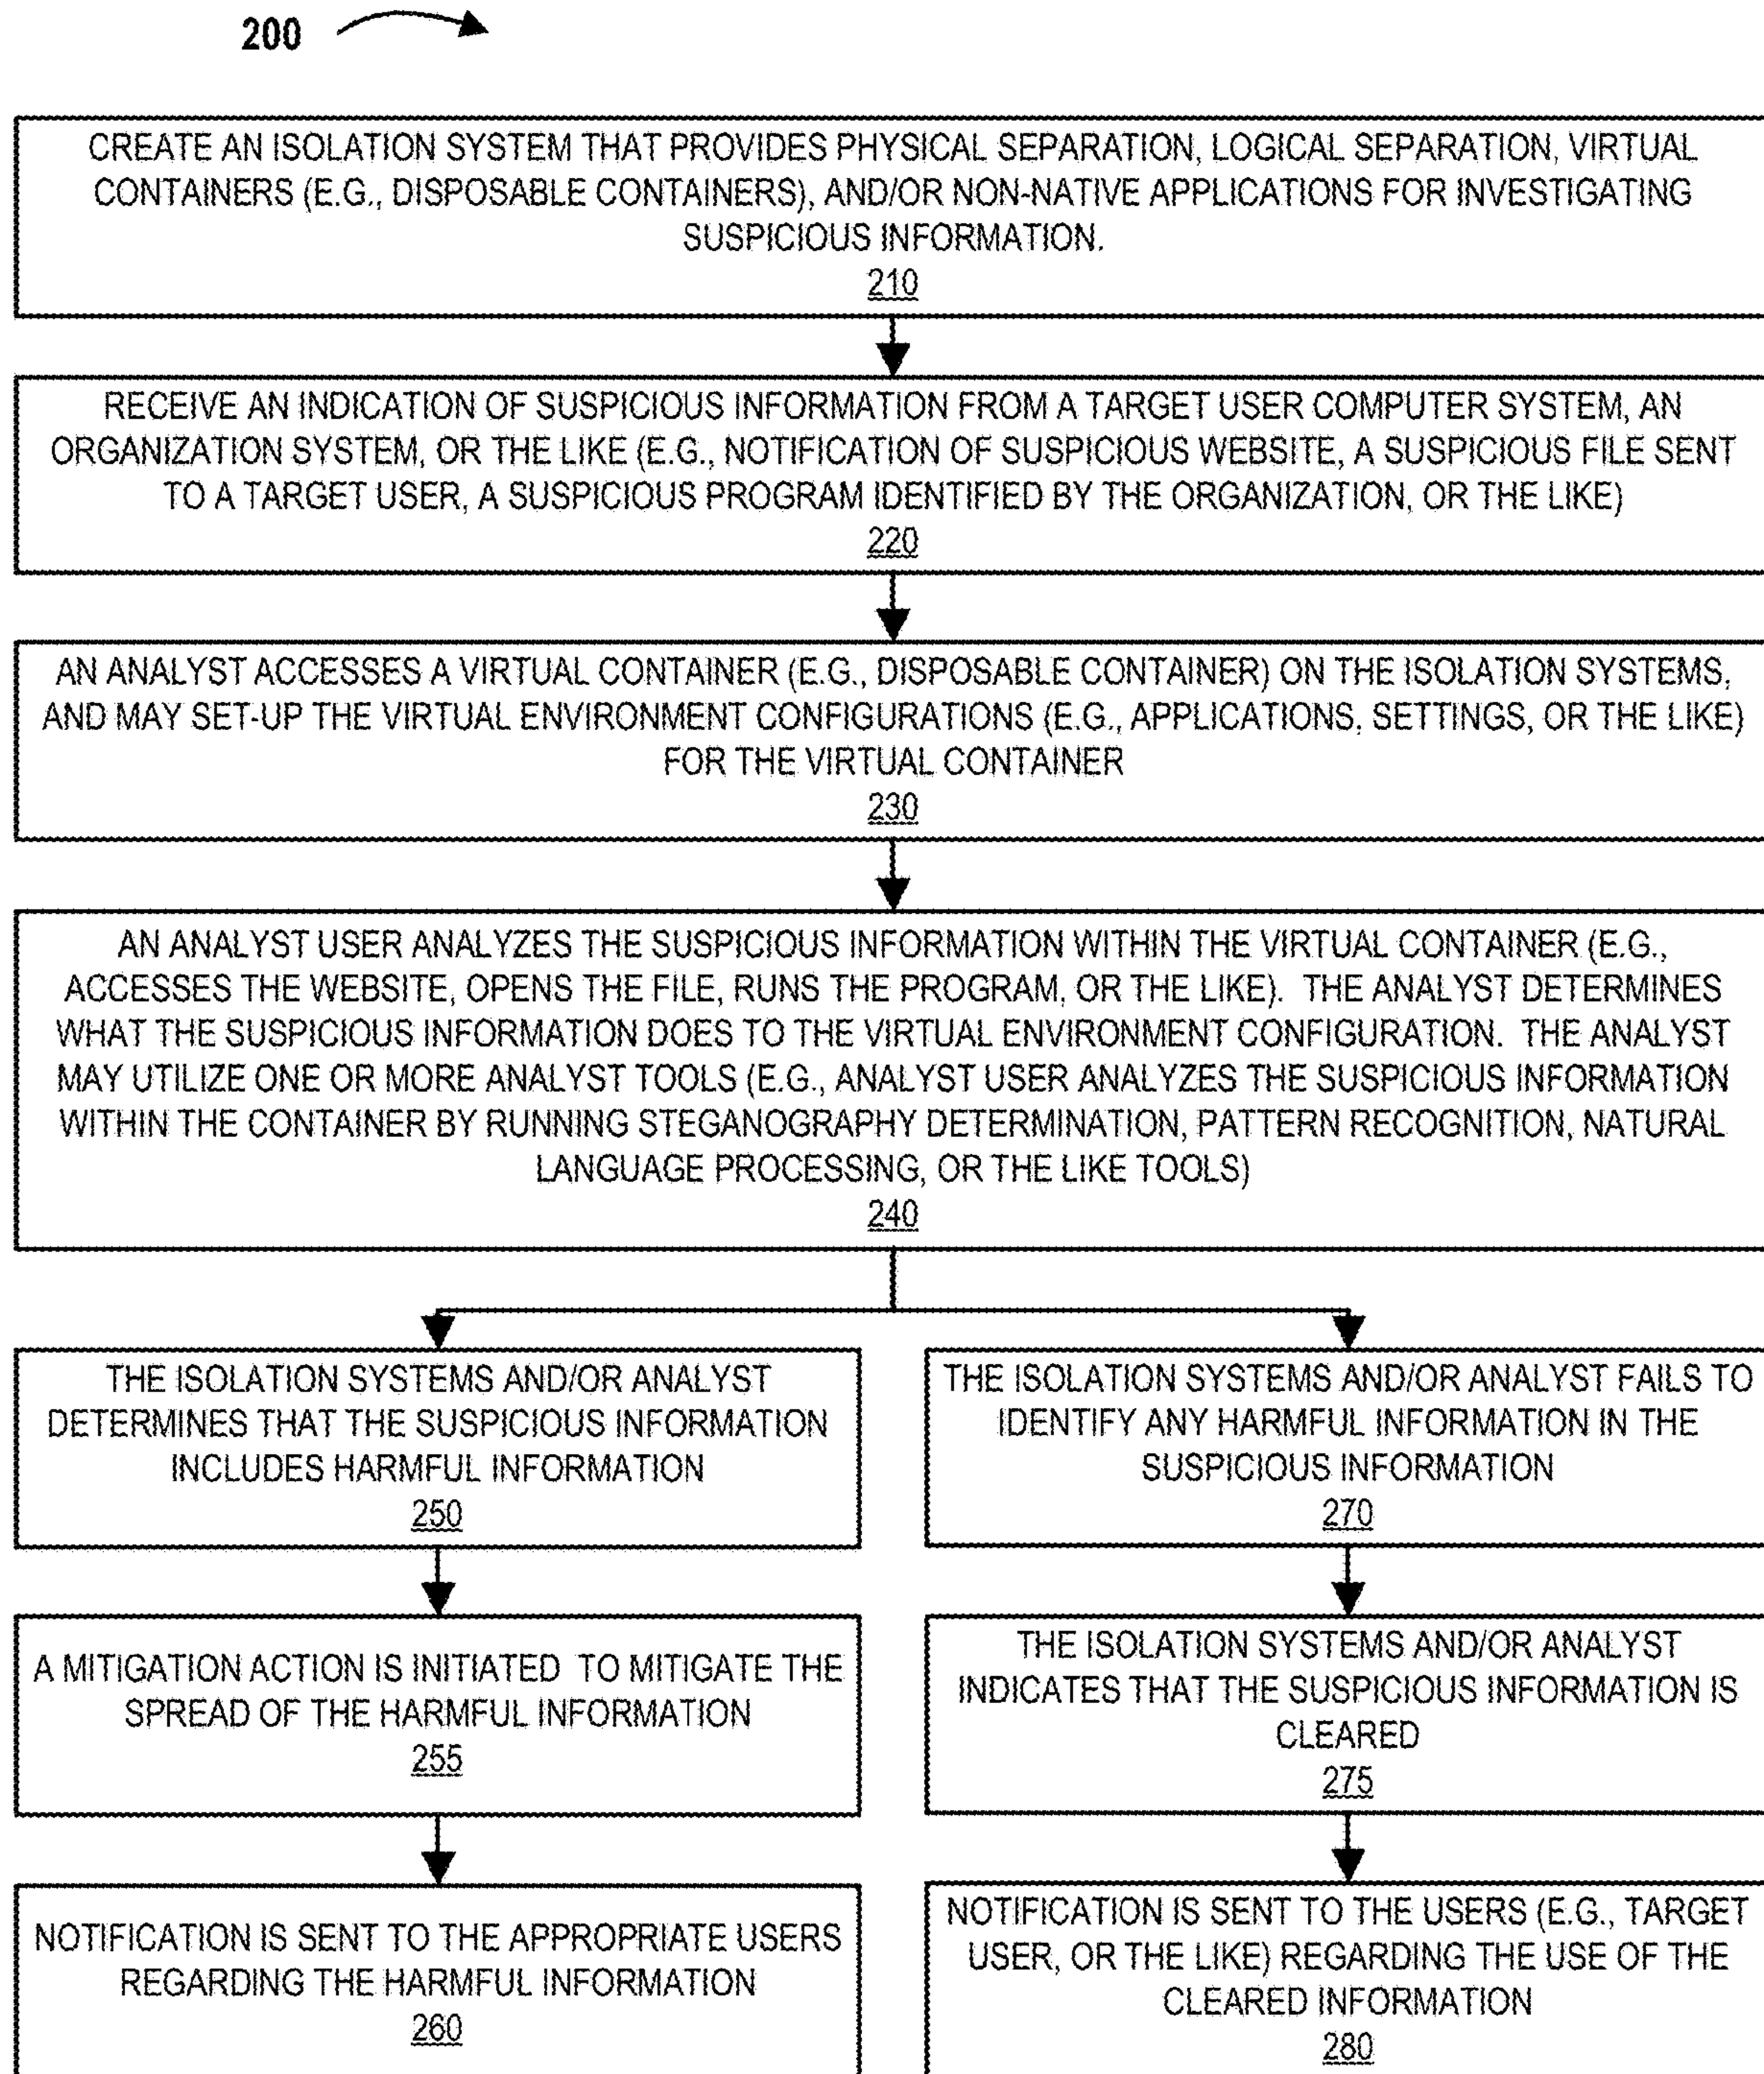 200
CREATE AN ISOLATION SYSTEM THAT PROVIDES PHYSICAL SEPARATION, LOGICAL SEPARATION, VIRTUAL
CONTAINERS (E.G., DISPOSABLE CONTAINERS), AND/OR NON-NATIVE APPLICATIONS FOR INVESTIGATING
SUSPICIOUS INFORMATION.
210
RECEIVE AN INDICATION OF SUSPICIOUS INFORMATION FROM A TARGET USER COMPUTER SYSTEM, AN
ORGANIZATION SYSTEM, OR THE LIKE (E.G., NOTIFICATION OF SUSPICIOUS WEBSITE, A SUSPICIOUS FILE SENT
TO A TARGET USER, A SUSPICIOUS PROGRAM IDENTIFIED BY THE ORGANIZATION, OR THE LIKE)
220
AN ANALYST ACCESSES A VIRTUAL CONTAINER (E.G., DISPOSABLE CONTAINER) ON THE ISOLATION SYSTEMS,
AND MAY SET-UP THE VIRTUAL ENVIRONMENT CONFIGURATIONS (E.G., APPLICATIONS, SETTINGS, OR THE LIKE)
FOR THE VIRTUAL CONTAINER
230
AN ANALYST USER ANALYZES THE SUSPICIOUS INFORMATION WITHIN THE VIRTUAL CONTAINER (E.G.,
ACCESSES THE WEBSITE, OPENS THE FILE, RUNS THE PROGRAM, OR THE LIKE). THE ANALYST DETERMINES
WHAT THE SUSPICIOUS INFORMATION DOES TO THE VIRTUAL ENVIRONMENT CONFIGURATION. THE ANALYST
MAY UTILIZE ONE OR MORE ANALYST TOOLS (E.G., ANALYST USER ANALYZES THE SUSPICIOUS INFORMATION
WITHIN THE CONTAINER BY RUNNING STEGANOGRAPHY DETERMINATION, PATTERN RECOGNITION, NATURAL
LANGUAGE PROCESSING, OR THE LIKE TOOLS)
240
THE ISOLATION SYSTEMS AND/OR ANALYST
DETERMINES THAT THE SUSPICIOUS INFORMATION
INCLUDES HARMFUL INFORMATION
250
A MITIGATION ACTION IS INITIATED TO MITIGATE THE
SPREAD OF THE HARMFUL INFORMATION
255
NOTIFICATION IS SENT TO THE APPROPRIATE USERS
REGARDING THE HARMFUL INFORMATION
260
THE ISOLATION SYSTEMS AND/OR ANALYST FAILS TO
IDENTIFY ANY HARMFUL INFORMATION IN THE
SUSPICIOUS INFORMATION
270
THE ISOLATION SYSTEMS AND/OR ANALYST
INDICATES THAT THE SUSPICIOUS INFORMATION IS
CLEARED
275
NOTIFICATION IS SENT TO THE USERS (E.G., TARGET
USER, OR THE LIKE) REGARDING THE USE OF THE
CLEARED INFORMATION
280